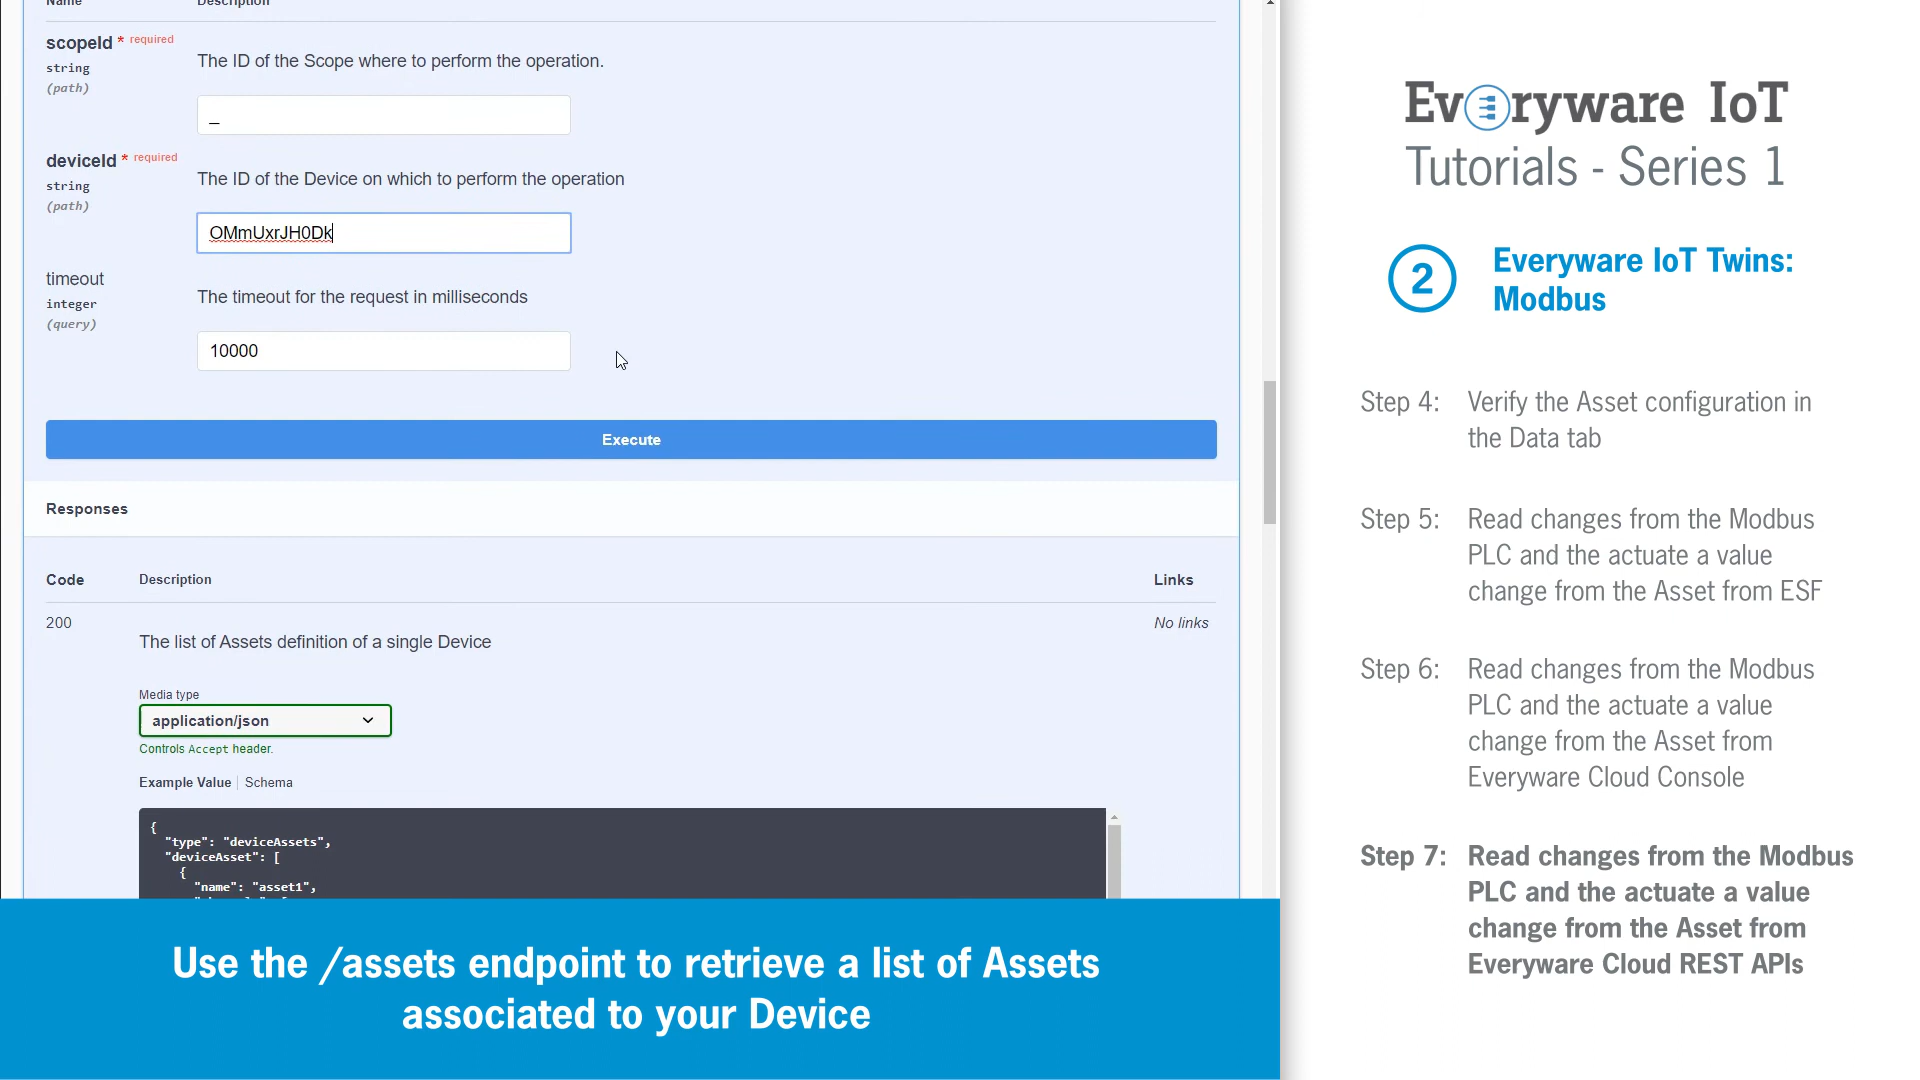 Name Description
scopeId * required
string
(path)
The ID of the Scope where to perform the operation.
_
deviceId * required
string
(path)
The ID of the Device on which to perform the operation
OMmUxrJH0Dk
timeout
integer
(query)
The timeout for the request in milliseconds
10000
Execute
Responses
Code Description Links
200
The list of Assets definition of a single Device
No links
Media type
application/json
Controls Accept header.
Example Value | Schema
{
"type": "deviceAssets",
"deviceAsset": [
{
"name": "asset1",
Use the /assets endpoint to retrieve a list of Assets
associated to your Device
Everyware IoT
Tutorials - Series 1
2
Everyware IoT Twins:
Modbus
Step 4: Verify the Asset configuration in
the Data tab
Step 5: Read changes from the Modbus
PLC and the actuate a value
change from the Asset from ESF
Step 6: Read changes from the Modbus
PLC and the actuate a value
change from the Asset from
Everyware Cloud Console
Step 7: Read changes from the Modbus
PLC and the actuate a value
change from the Asset from
Everyware Cloud REST APIs